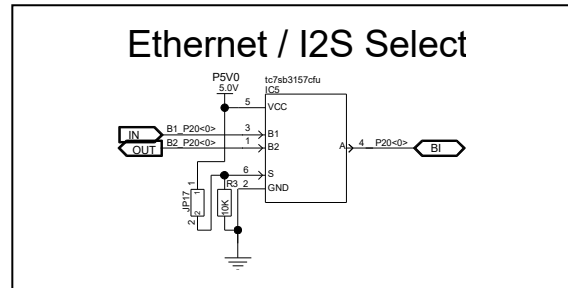 Ethernet / I2S Select
P5V0
5.0V
tc7sb3157cfu
IC5
5 VCC
IN B1_P20<0> 3 B1
OUT B2_P20<0> 1 B2
A 4 P20<0> BI
6 S
2 GND
R3
10K
JP17
1 1
2 2